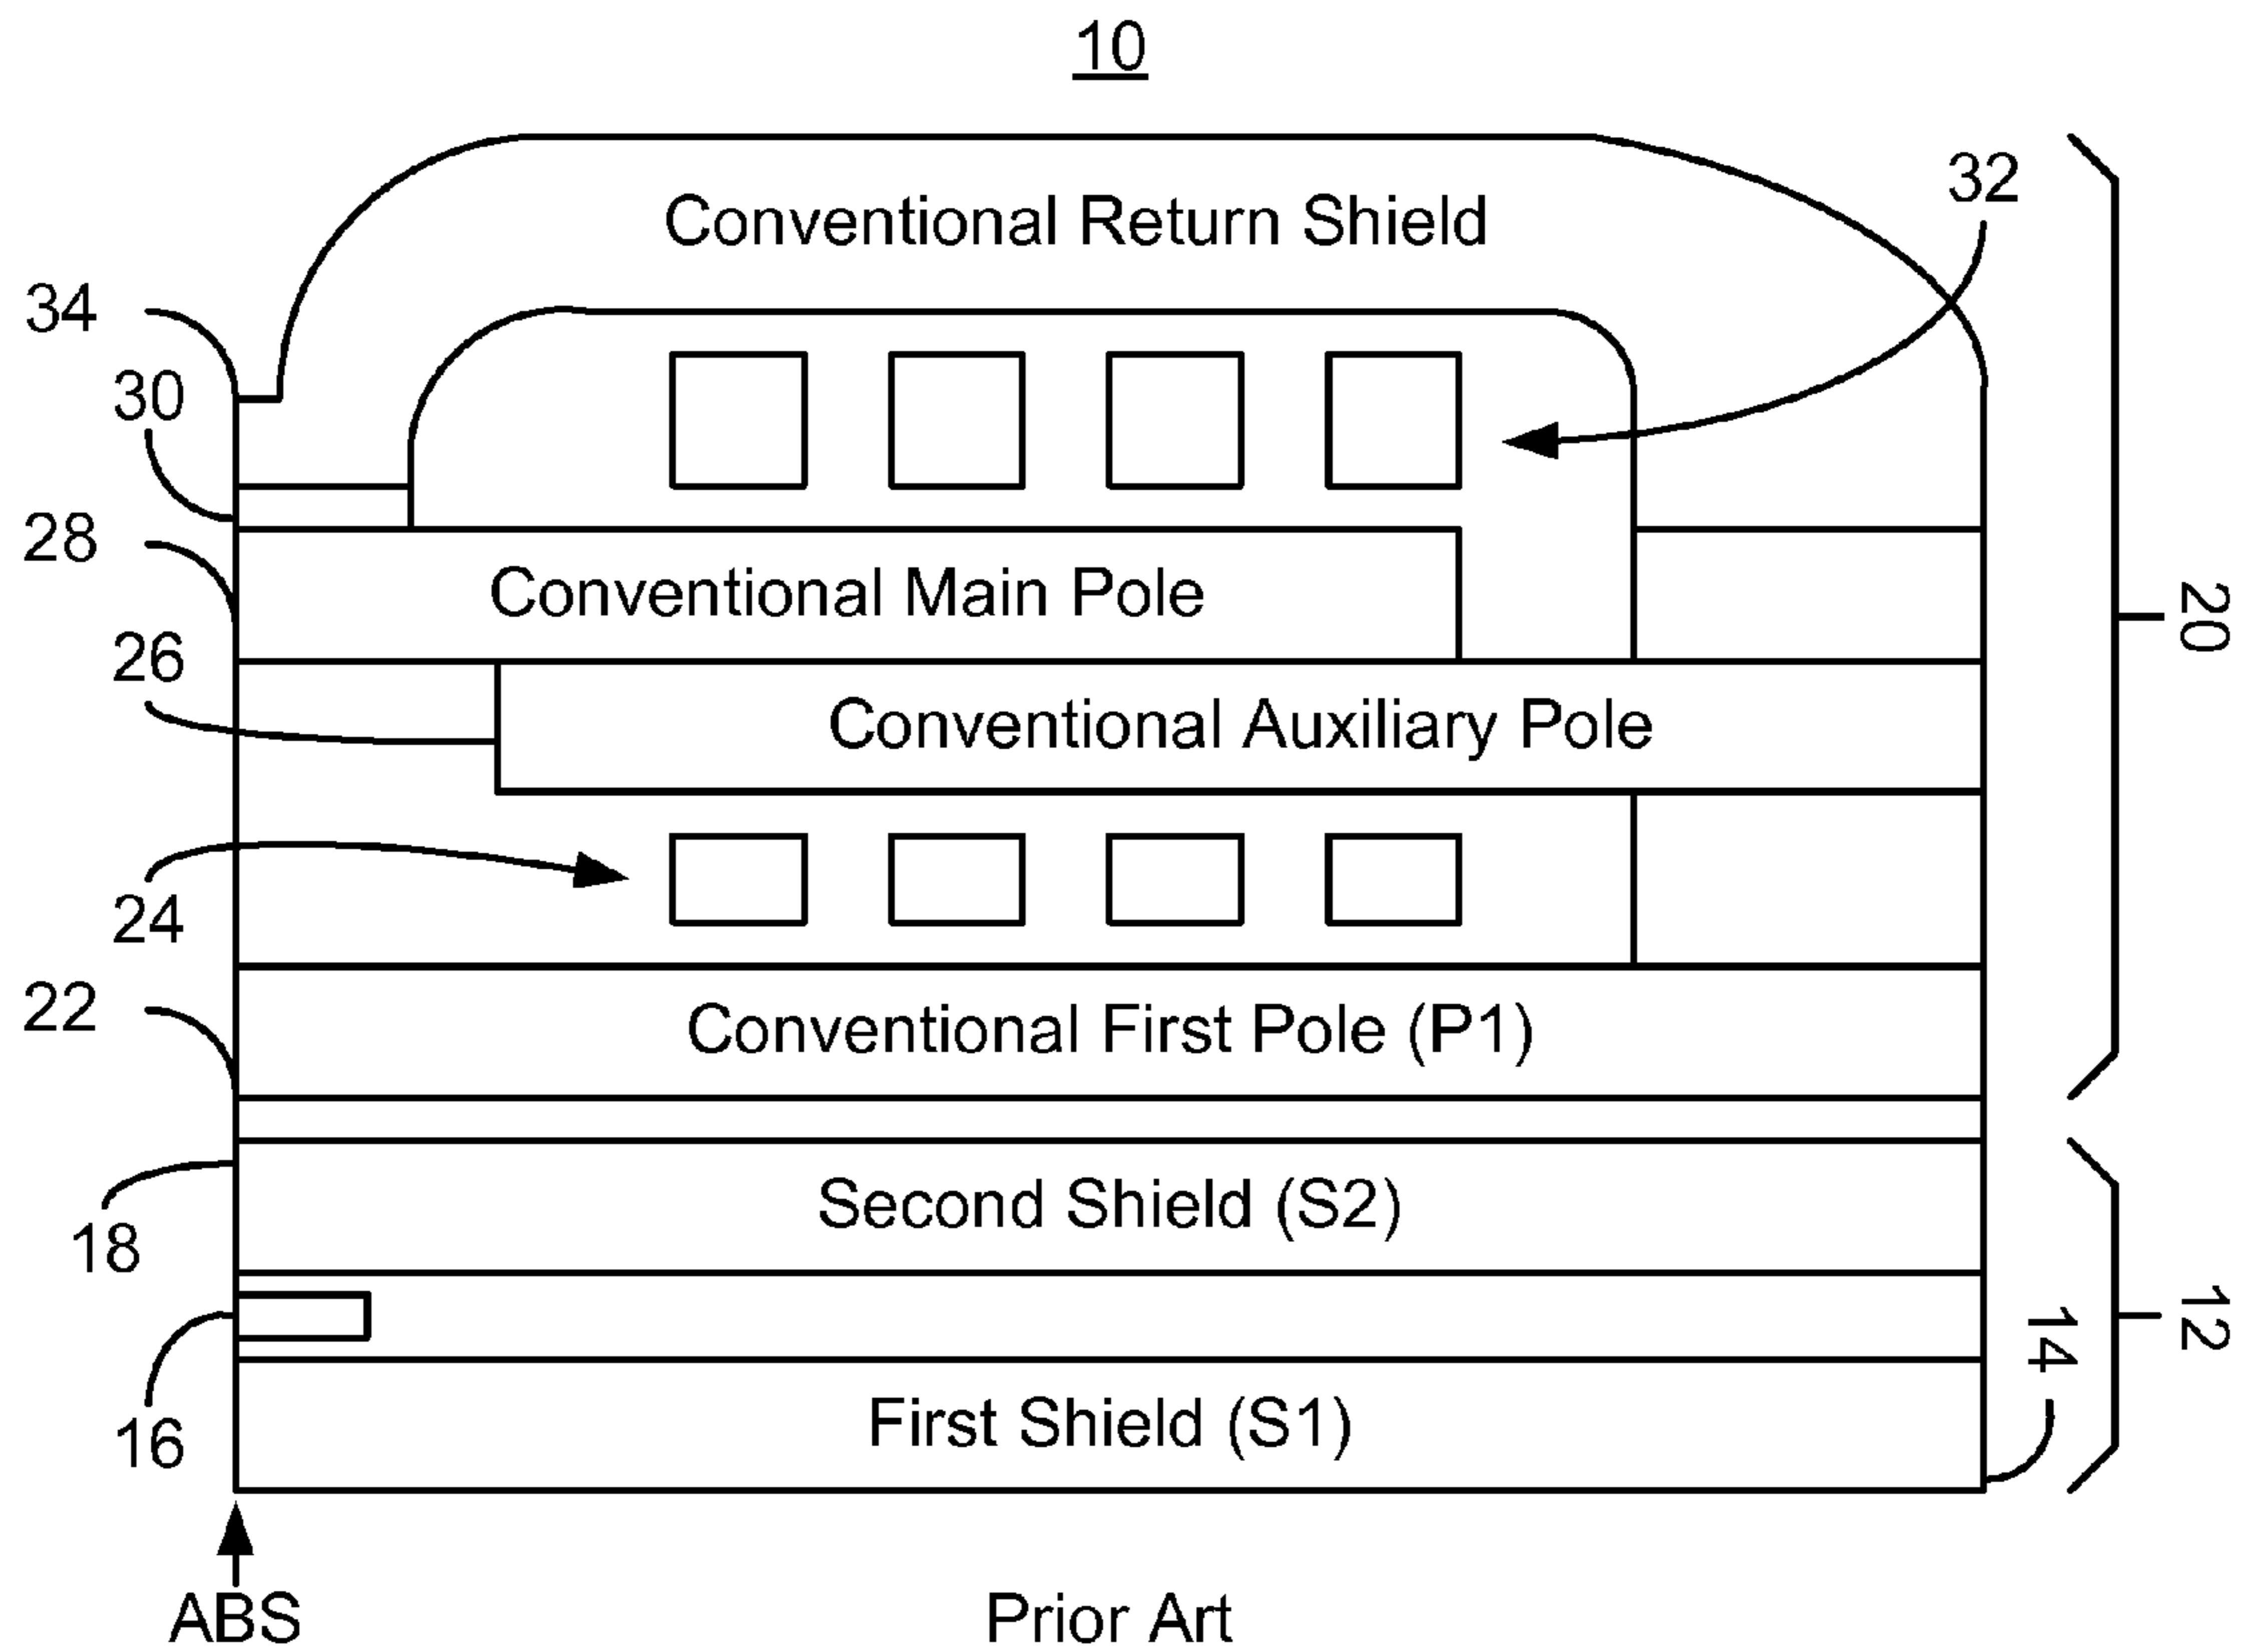 10
Conventional Return Shield
32
34
30
28
Conventional Main Pole
20
26
Conventional Auxiliary Pole
24
22
Conventional First Pole (P1)
18
Second Shield (S2)
12
14
16
First Shield (S1)
ABS
Prior Art